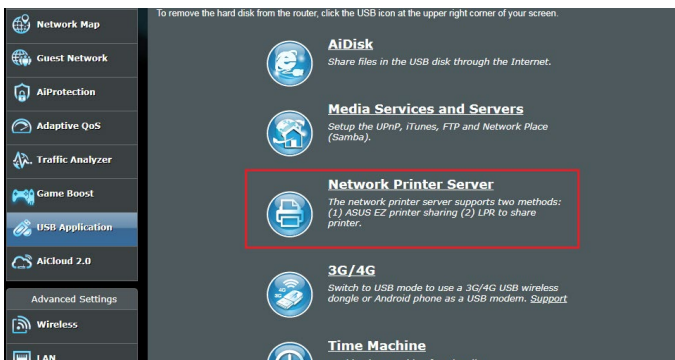 To remove the hard disk from the router, click the USB icon at the upper right corner of your screen.
Network Map
Guest Network
AiProtection
Adaptive QoS
Traffic Analyzer
Game Boost
USB Application
AiCloud 2.0
Advanced Settings
Wireless
LAN
AiDisk
Share files in the USB disk through the Internet.
Media Services and Servers
Setup the UPnP, iTunes, FTP and Network Place
(Samba).
Network Printer Server
The network printer server supports two methods:
(1) ASUS EZ printer sharing (2) LPR to share
printer.
3G/4G
Switch to USB mode to use a 3G/4G USB wireless
dongle or Android phone as a USB modem. Support
Time Machine